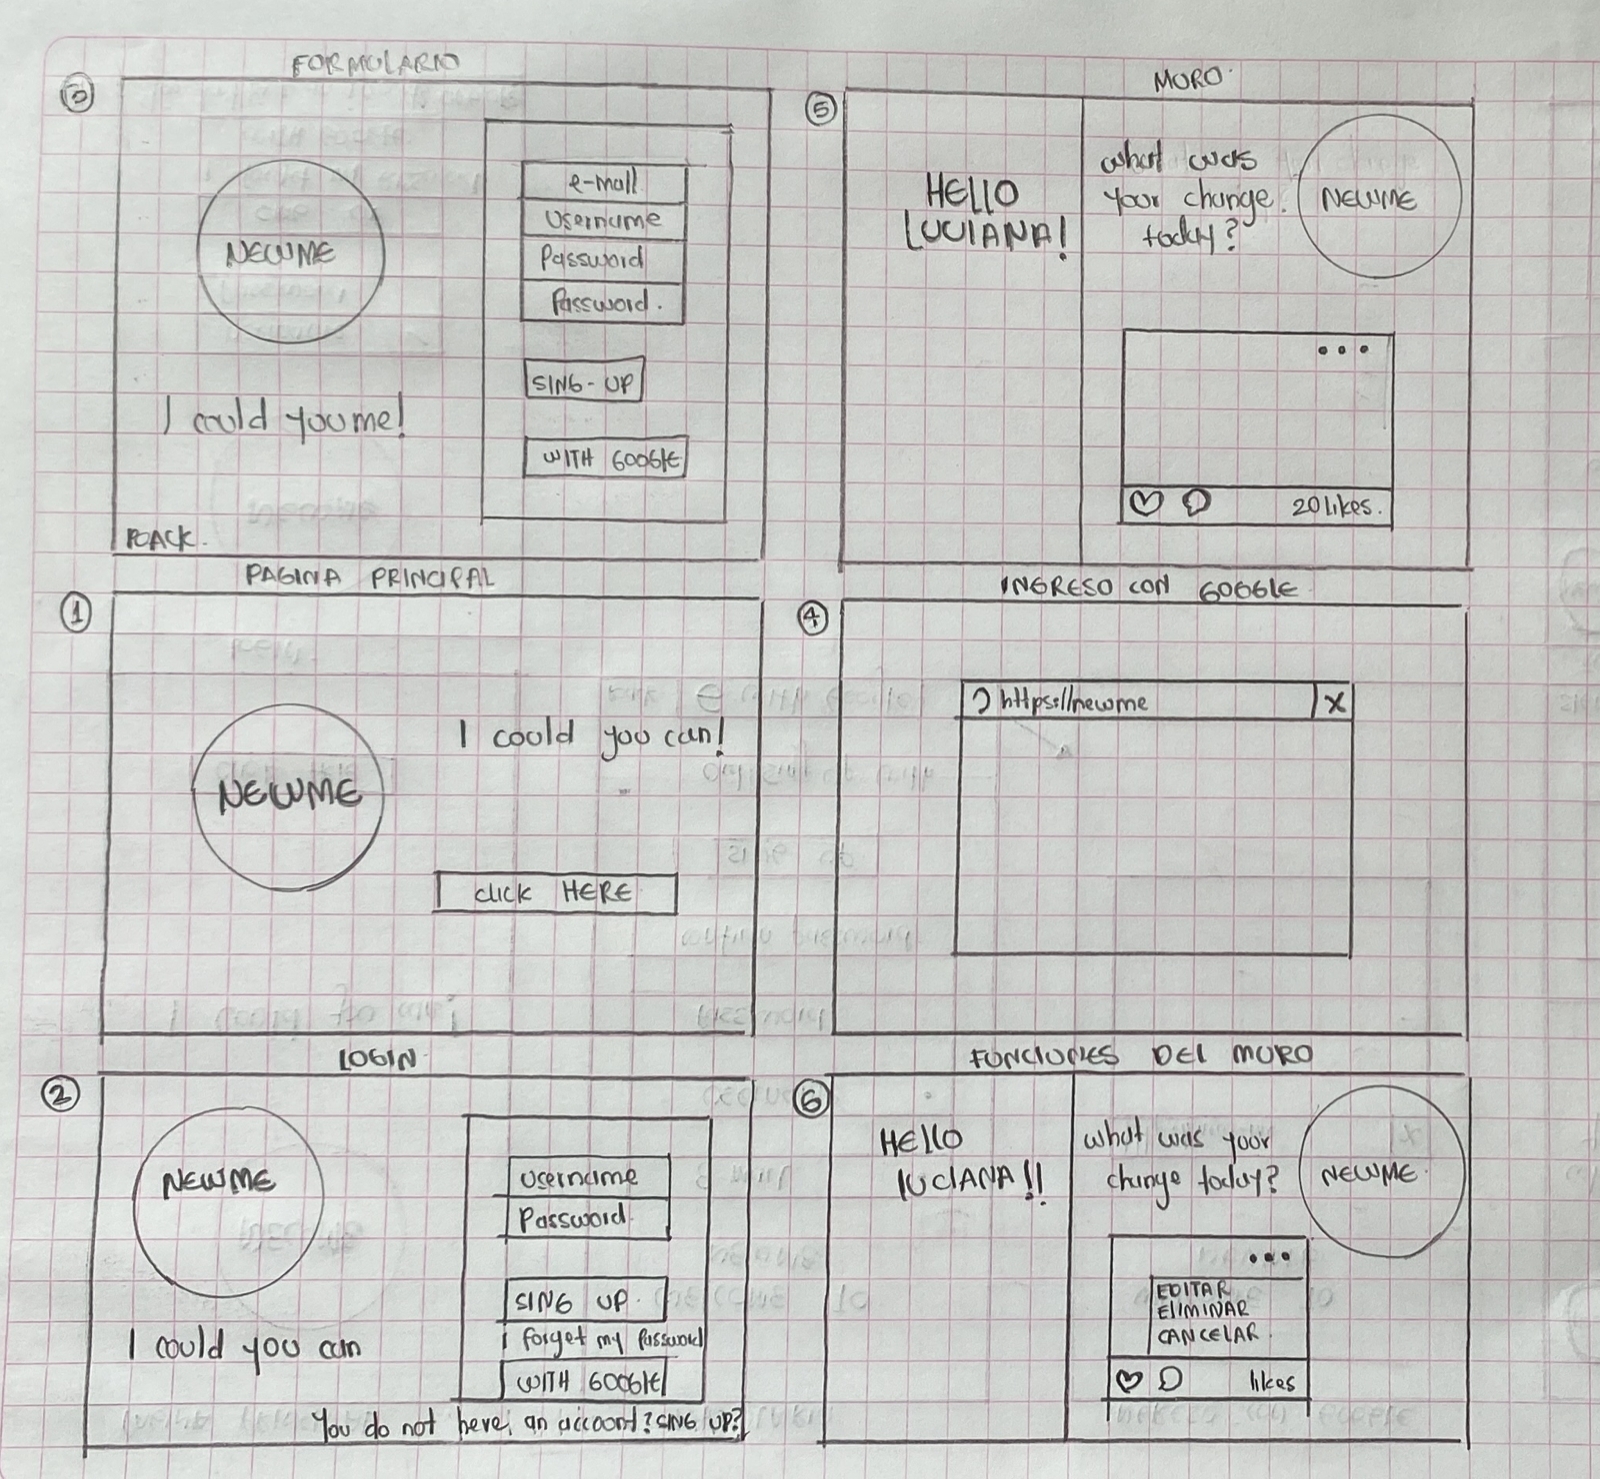 FORMULARIO
3
NEWME
I could you me!
BACK.
e-mail
Username
Password
Password.
SING-UP
WITH GOOGLE
MURO.
5
HELLO
LUCIANA!
what was
your change.
today?
NEWME
20 likes.
PAGINA PRINCIPAL
1
NEWME
I could you can!
click HERE
INGRESO CON GOOGLE
4
https://newme
X
LOGIN
2
NEWME
I could you can
Username
Password.
SING UP.
I forget my password
WITH GOOGLE
You do not here, an account? SING UP?
FUNCIONES DEL MURO
6
HELLO
LUCIANA!!
what was your
change today?
NEWME.
EDITAR
ELIMINAR
CANCELAR.
likes